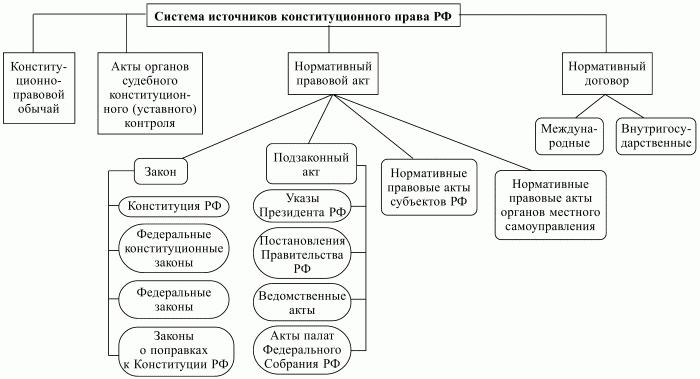 Система источников конституционного права РФ
Конститу-
ционно-
правовой
обычай
Акты органов
судебного
конституцион-
ного (уставного)
контроля
Нормативный
правовой акт
Нормативный
договор
Междуна-
родные
Внутригосу-
дарственные
Закон
Конституция РФ
Федеральные
конституционные
законы
Федеральные
законы
Законы
о поправках
к Конституции РФ
Подзаконный
акт
Указы
Президента РФ
Постановления
Правительства
РФ
Ведомственные
акты
Акты палат
Федерального
Собрания РФ
Нормативные
правовые акты
субъектов РФ
Нормативные
правовые акты
органов местного
самоуправления